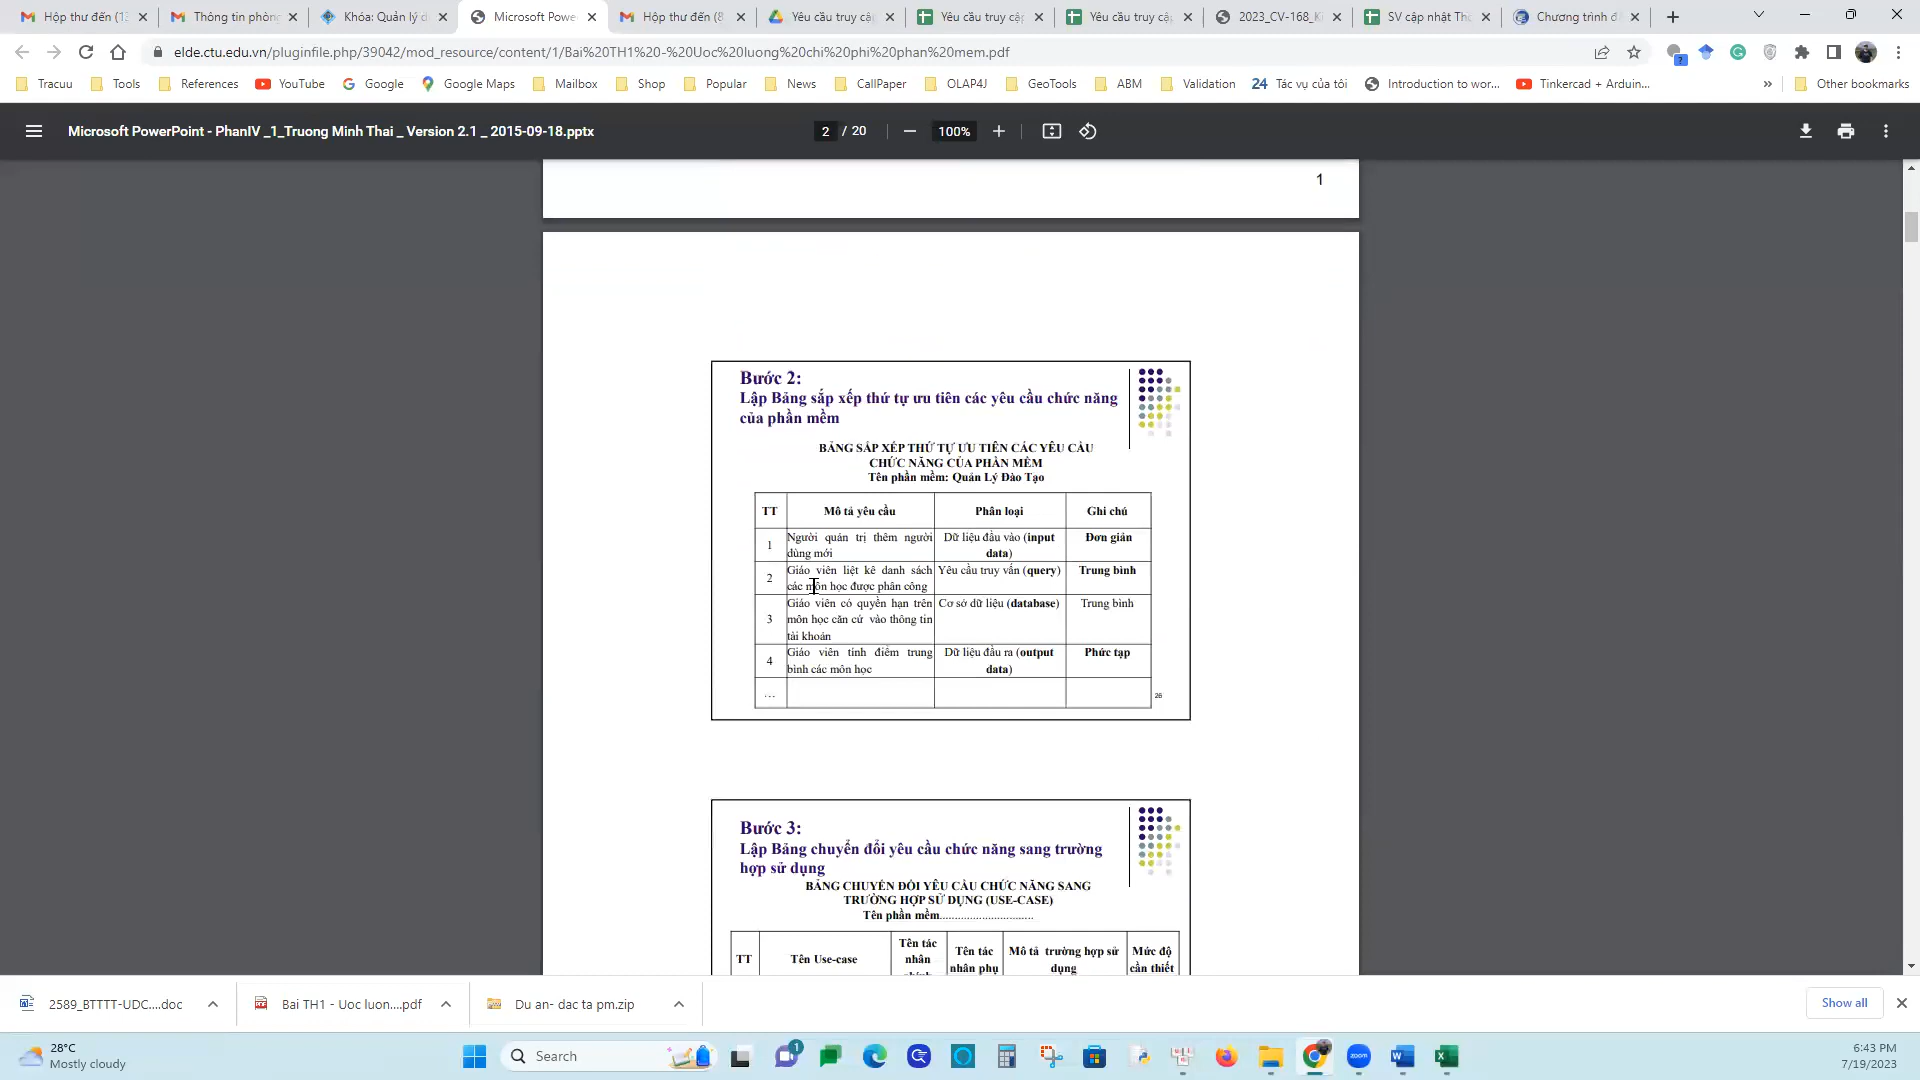 Hộp thư đến (13
Thông tin phòng
Khóa: Quản lý d
Microsoft Powe
Hộp thư đến (8
Yêu cầu truy cập
Yêu cầu truy cập
Yêu cầu truy cập
2023_CV-168_K
SV cập nhật Th
Chương trình đ
elde.ctu.edu.vn/pluginfile.php/39042/mod_resource/content/1/Bai%20TH1%20-%20Uoc%20luong%20chi%20phi%20phan%20mem.pdf
Tracuu
Tools
References
YouTube
Google
Google Maps
Mailbox
Shop
Popular
News
CallPaper
OLAP4J
GeoTools
ABM
Validation
24 Tác vụ của tôi
Introduction to wor...
Tinkercad + Arduin...
»
Other bookmarks
Microsoft PowerPoint - PhanIV _1_Truong Minh Thai _ Version 2.1 _ 2015-09-18.pptx
2 / 20
100%
1
Bước 2:
Lập Bảng sắp xếp thứ tự ưu tiên các yêu cầu chức năng
của phần mềm
BẢNG SẮP XẾP THỨ TỰ ƯU TIÊN CÁC YÊU CẦU
CHỨC NĂNG CỦA PHẦN MỀM
Tên phần mềm: Quản Lý Đào Tạo
TT
Mô tả yêu cầu
Phân loại
Ghi chú
1
Người quản trị thêm người
dùng mới
Dữ liệu đầu vào (input
data)
Đơn giản
2
Giáo viên liệt kê danh sách
các môn học được phân công
Yêu cầu truy vấn (query)
Trung bình
3
Giáo viên có quyền hạn trên
môn học căn cứ vào thông tin
tài khoản
Cơ sở dữ liệu (database)
Trung bình
4
Giáo viên tính điểm trung
bình các môn học
Dữ liệu đầu ra (output
data)
Phức tạp
…
26
Bước 3:
Lập Bảng chuyển đổi yêu cầu chức năng sang trường
hợp sử dụng
BẢNG CHUYỂN ĐỔI YÊU CẦU CHỨC NĂNG SANG
TRƯỜNG HỢP SỬ DỤNG (USE-CASE)
Tên phần mềm...............................
TT
Tên Use-case
Tên tác
nhân
Tên tác
nhân phụ
Mô tả trường hợp sử
dụng
Mức độ
cần thiết
2589_BTTTT-UDC....doc
Bai TH1 - Uoc luon....pdf
Du an- dac ta pm.zip
Show all
28°C
Mostly cloudy
Search
1
zoom
6:43 PM
7/19/2023